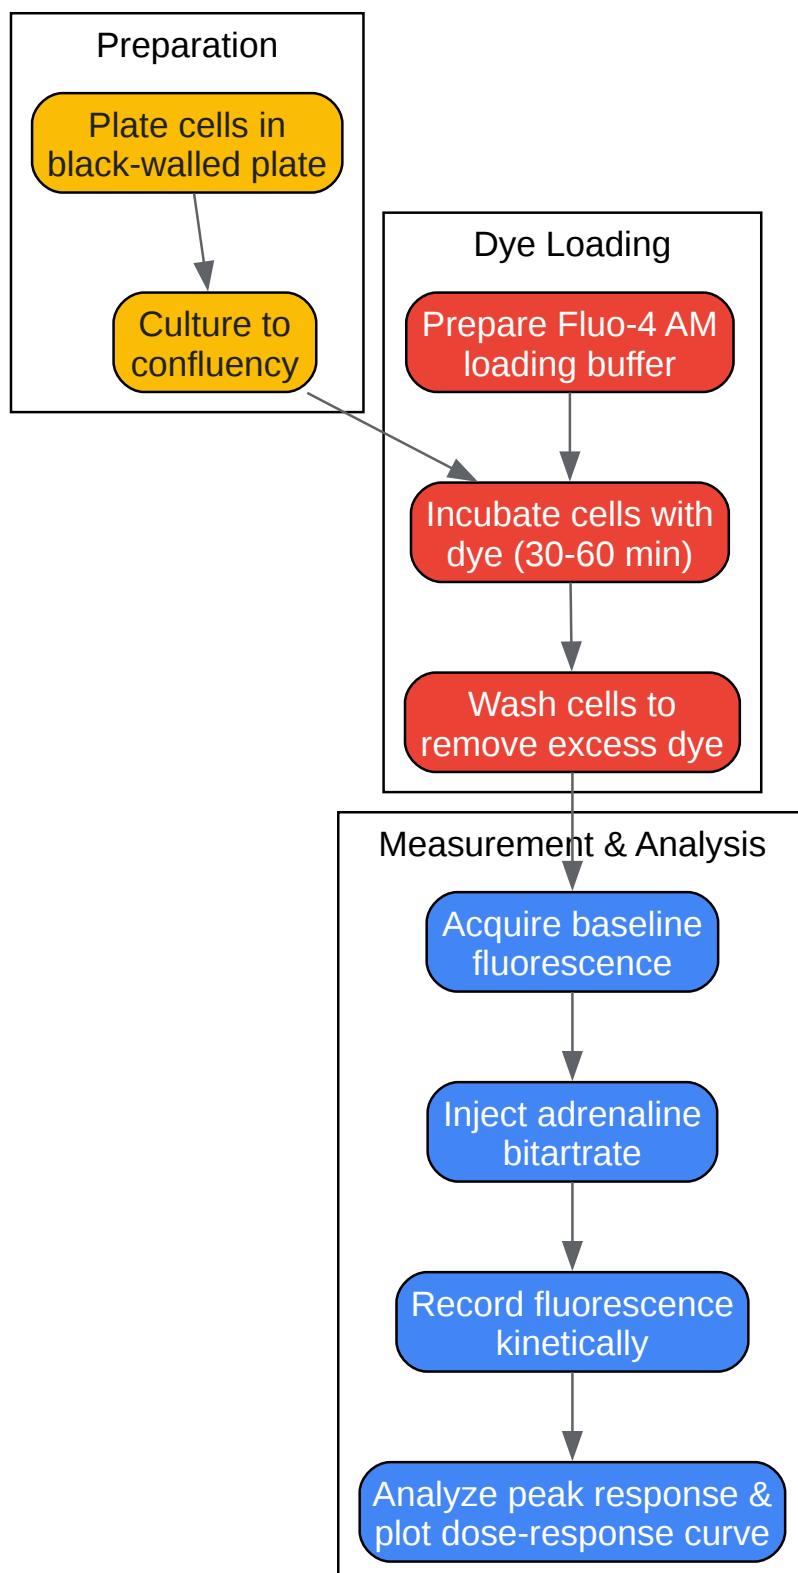 Preparation
Plate cells in
black-walled plate
Culture to
confluency
Dye Loading
Prepare Fluo-4 AM
loading buffer
Incubate cells with
dye (30-60 min)
Wash cells to
remove excess dye
Measurement & Analysis
Acquire baseline
fluorescence
Inject adrenaline
bitartrate
Record fluorescence
kinetically
Analyze peak response &
plot dose-response curve